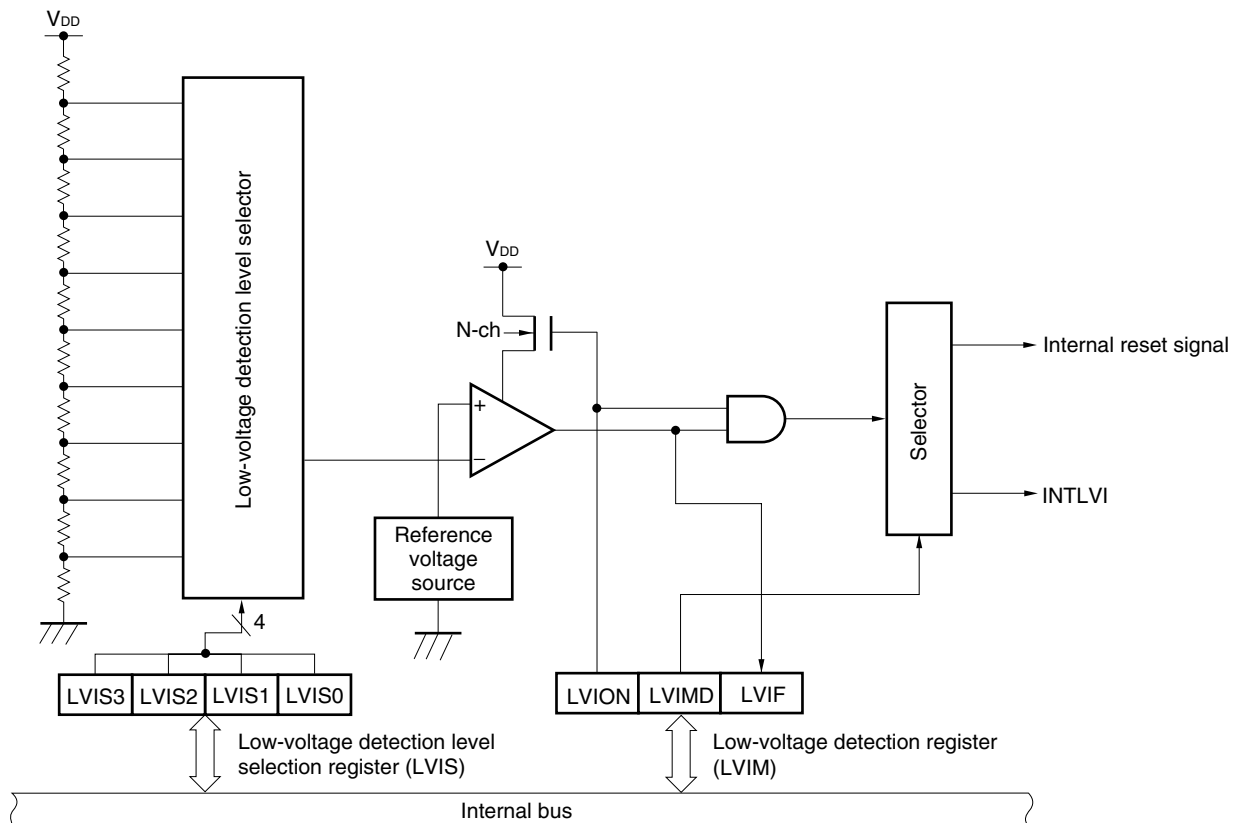 VDD
Low-voltage detection level selector
VDD
N-ch
+
−
Reference
voltage
source
Selector
Internal reset signal
INTLVI
4
LVIS3 LVIS2 LVIS1 LVIS0
LVION LVIMD LVIF
Low-voltage detection level
selection register (LVIS)
Low-voltage detection register
(LVIM)
Internal bus